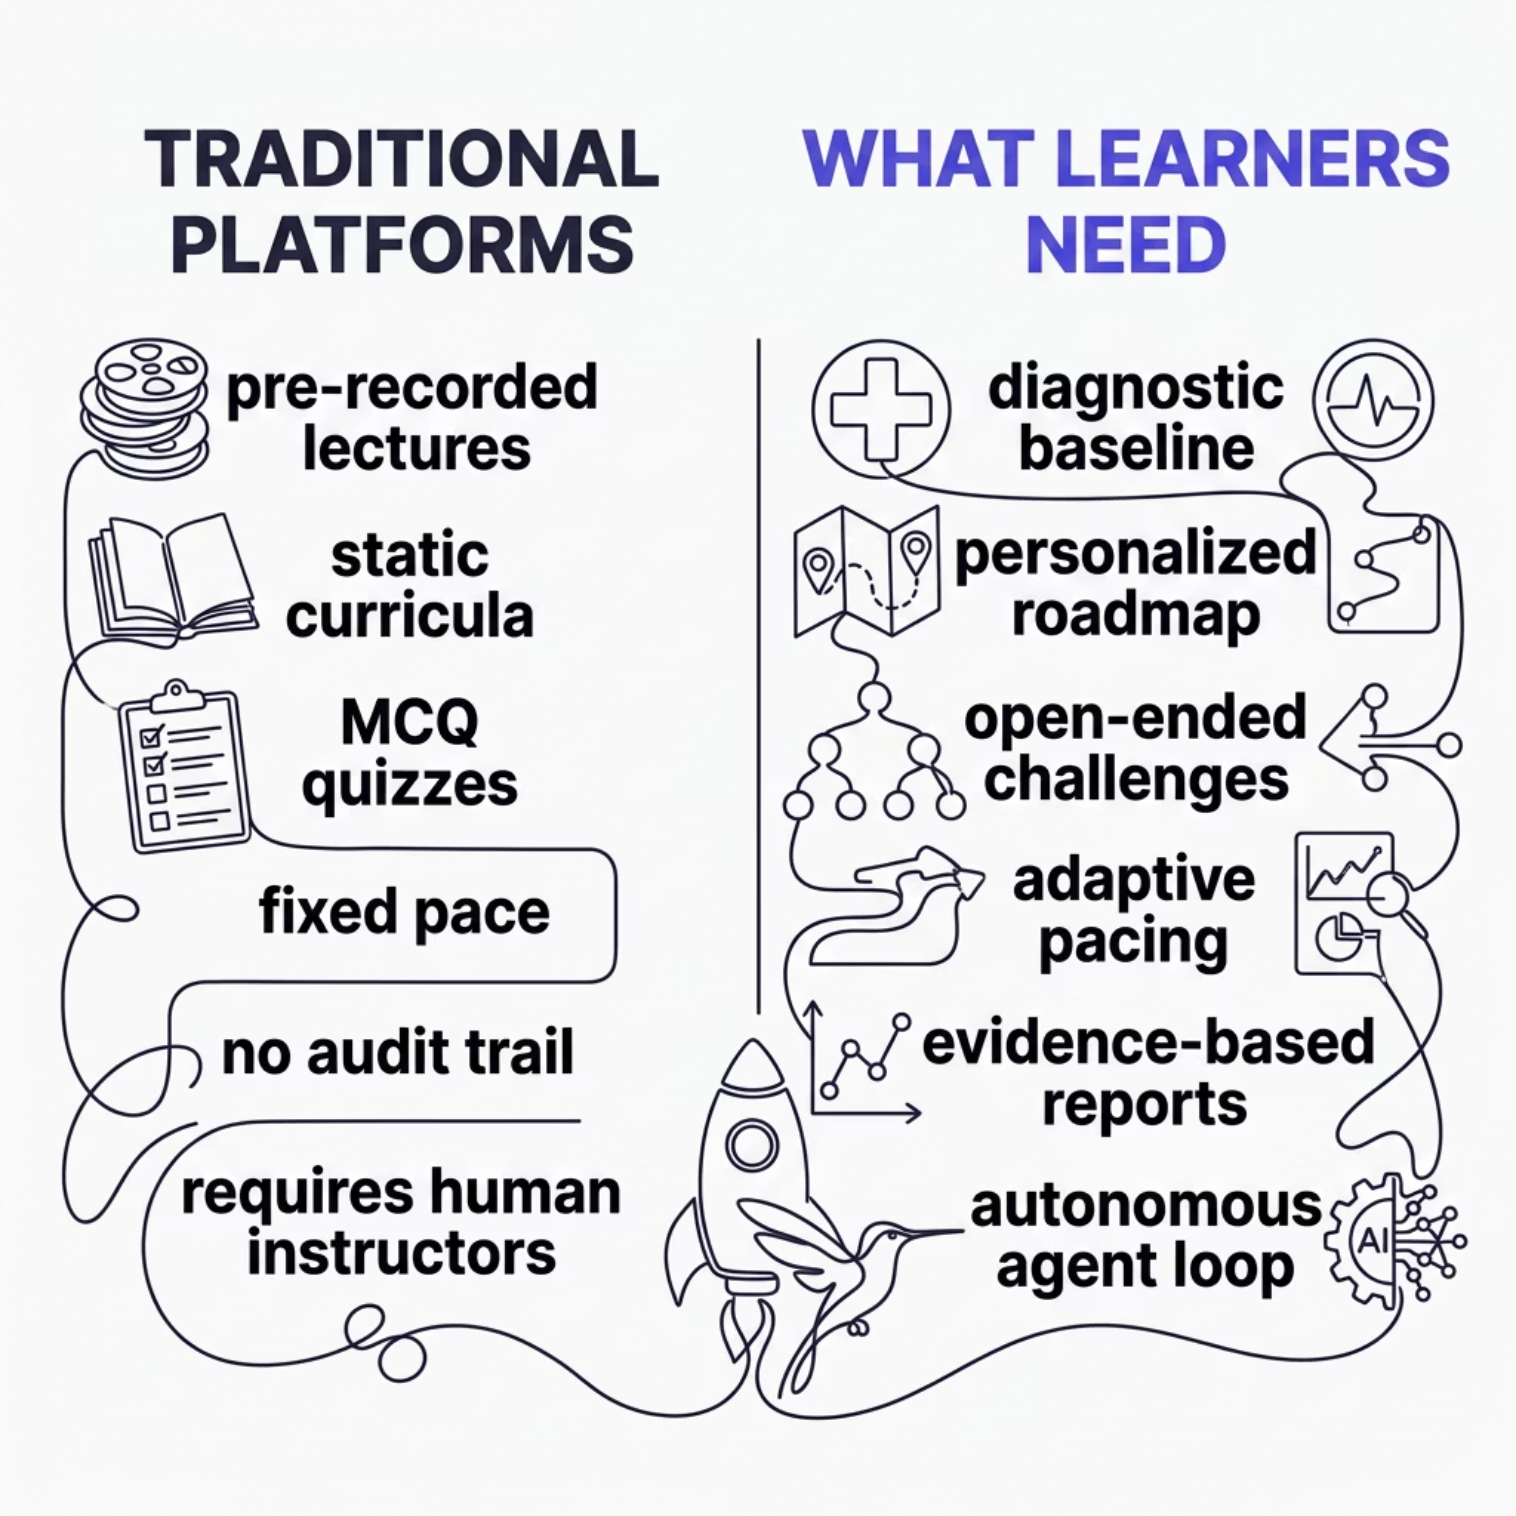 TRADITIONAL
PLATFORMS
pre-recorded
lectures
static
curricula
MCQ
quizzes
fixed pace
no audit trail
requires human
instructors
WHAT LEARNERS
NEED
diagnostic
baseline
personalized
roadmap
open-ended
challenges
adaptive
pacing
evidence-based
reports
autonomous
agent loop
AI